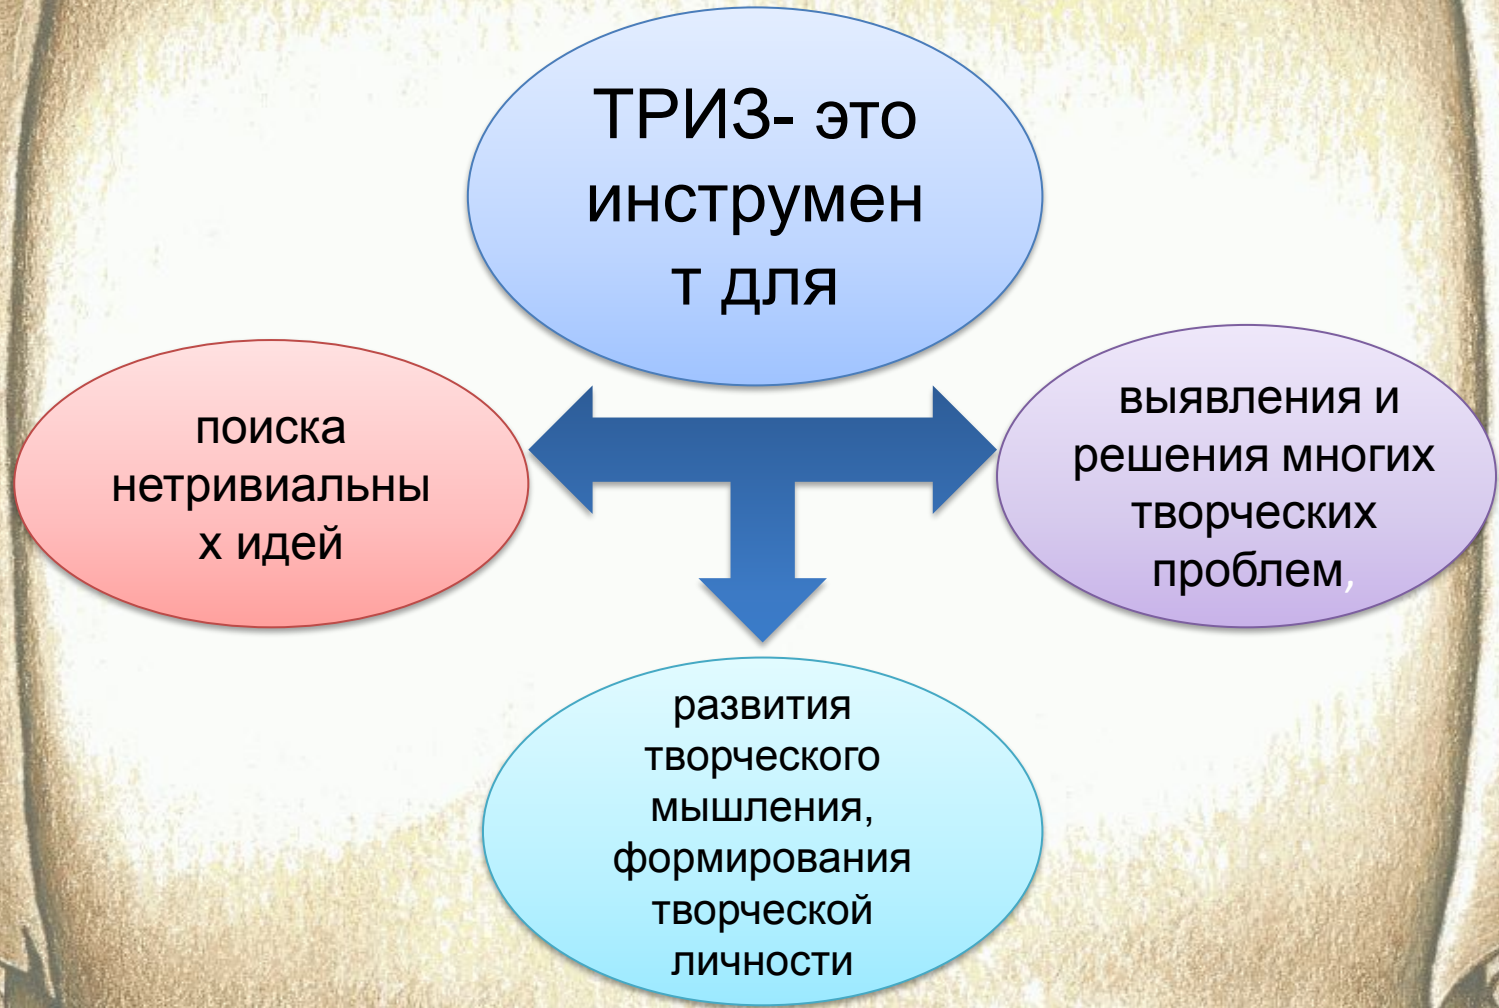 ТРИЗ- это
инструмен
т для
поиска
нетривиальны
х идей
выявления и
решения многих
творческих
проблем,
развития
творческого
мышления,
формирования
творческой
личности